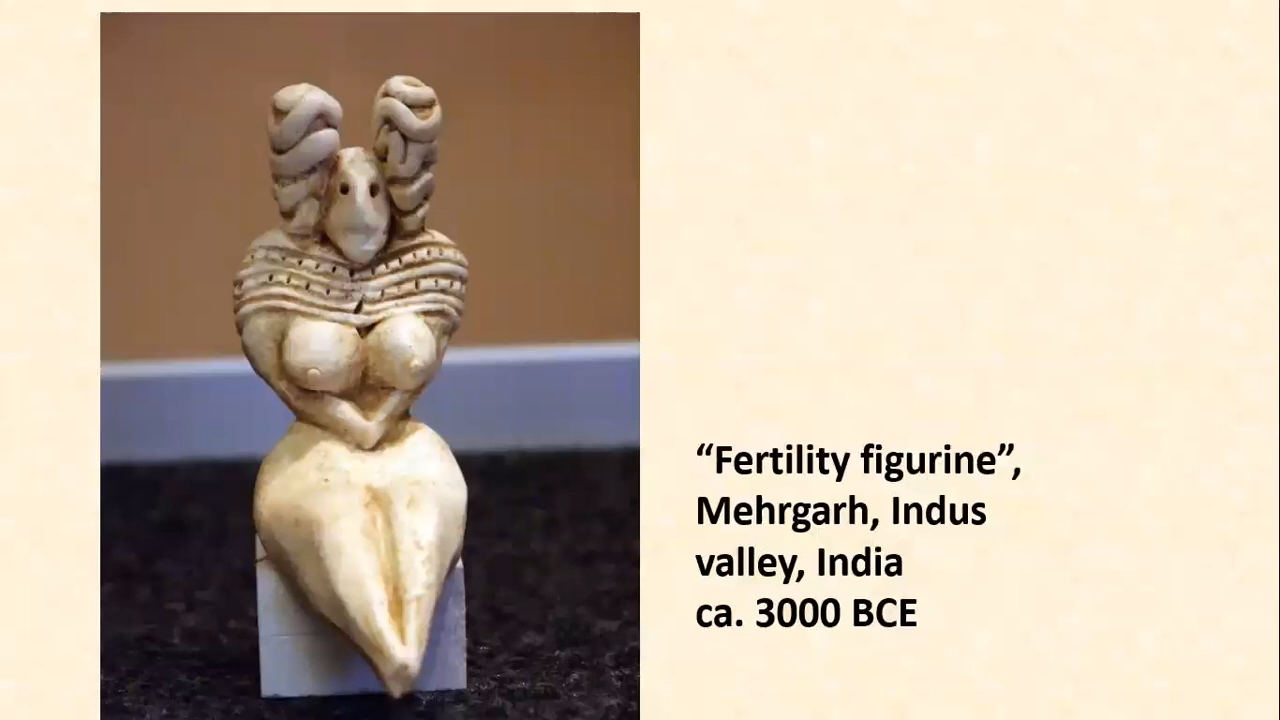 “Fertility figurine”,
Mehrgarh, Indus
valley, India
ca. 3000 BCE